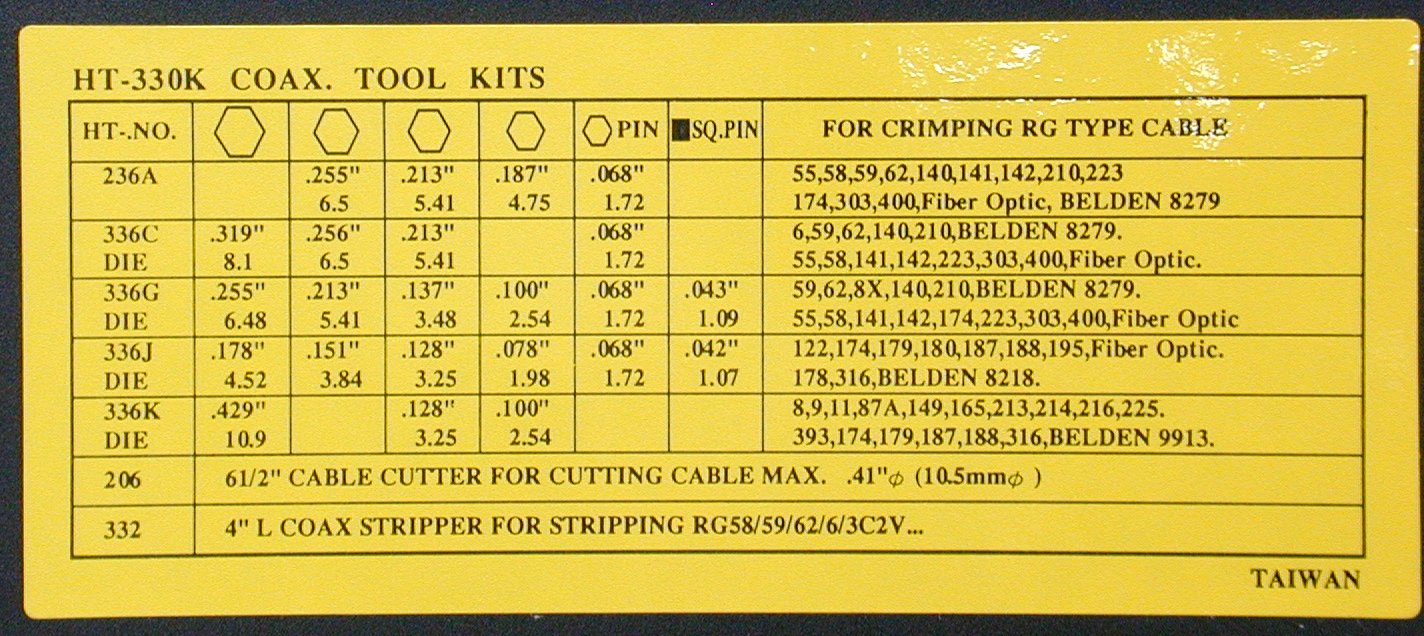 HT-330K COAX. TOOL KITS
HT-.NO. PIN SQ.PIN FOR CRIMPING RG TYPE CABLE
236A .255" .213" .187" .068" 55,58,59,62,140,141,142,210,223
6.5 5.41 4.75 1.72 174,303,400,Fiber Optic, BELDEN 8279
336C .319" .256" .213" .068" 6,59,62,140,210,BELDEN 8279.
DIE 8.1 6.5 5.41 1.72 55,58,141,142,223,303,400,Fiber Optic.
336G .255" .213" .137" .100" .068" .043" 59,62,8X,140,210,BELDEN 8279.
DIE 6.48 5.41 3.48 2.54 1.72 1.09 55,58,141,142,174,223,303,400,Fiber Optic
336J .178" .151" .128" .078" .068" .042" 122,174,179,180,187,188,195,Fiber Optic.
DIE 4.52 3.84 3.25 1.98 1.72 1.07 178,316,BELDEN 8218.
336K .429" .128" .100" 8,9,11,87A,149,165,213,214,216,225.
DIE 10.9 3.25 2.54 393,174,179,187,188,316,BELDEN 9913.
206 61/2" CABLE CUTTER FOR CUTTING CABLE MAX. .41"φ (10.5mmφ )
332 4" L COAX STRIPPER FOR STRIPPING RG58/59/62/6/3C2V...
TAIWAN